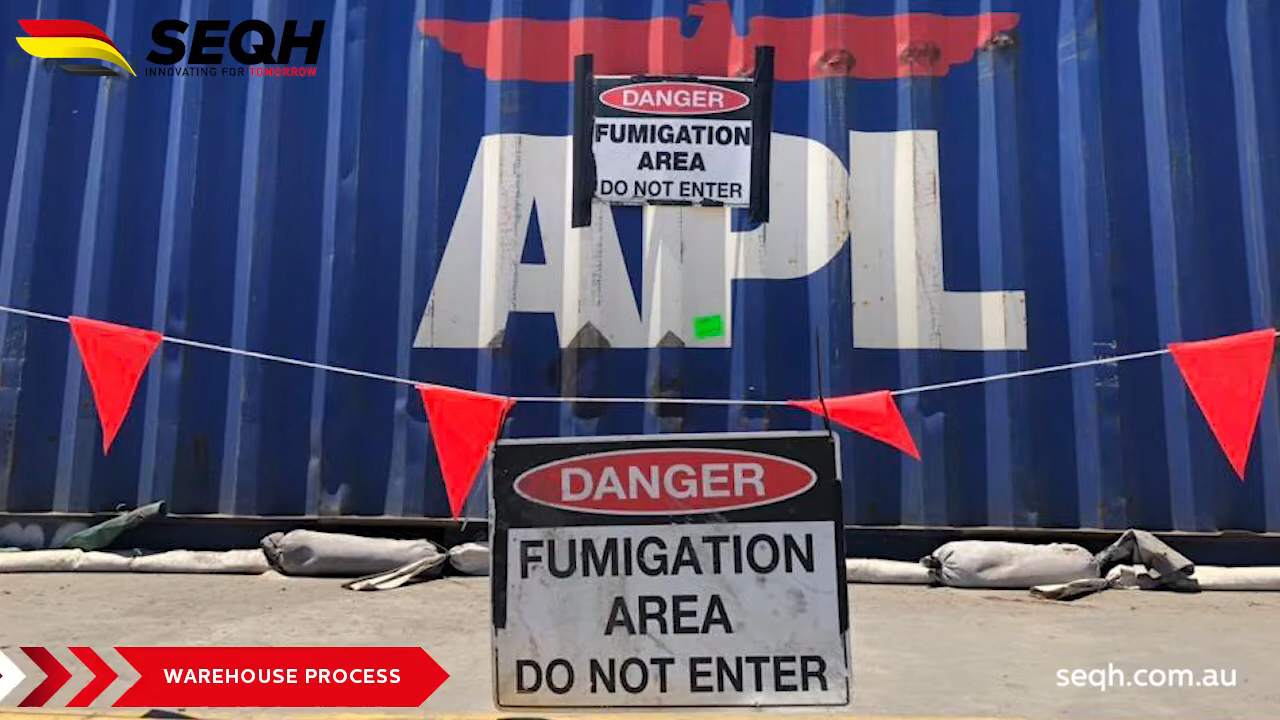 SEQH
INNOVATING FOR TOMORROW
DANGER
FUMIGATION
AREA
DO NOT ENTER
APL
DANGER
FUMIGATION
AREA
DO NOT ENTER
WAREHOUSE PROCESS
seqh.com.au